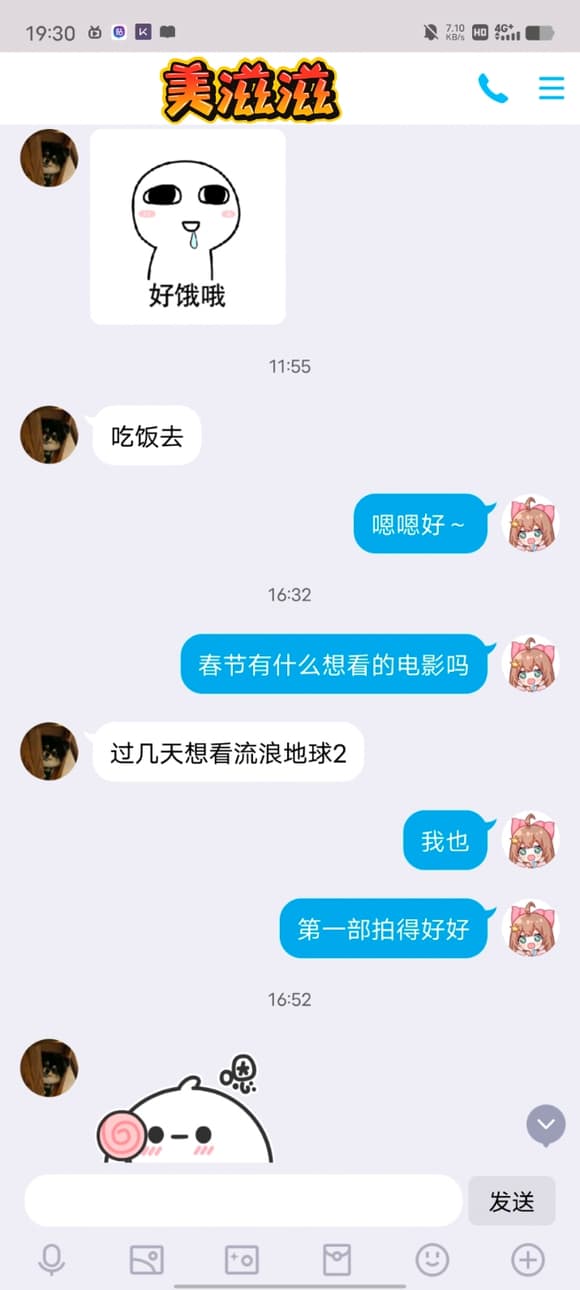 19:30
7.10
KB/s
HD
4G+
美滋滋
好饿哦
11:55
吃饭去
嗯嗯好~
16:32
春节有什么想看的电影吗
过几天想看流浪地球2
我也
第一部拍得好好
16:52
嗯
发送